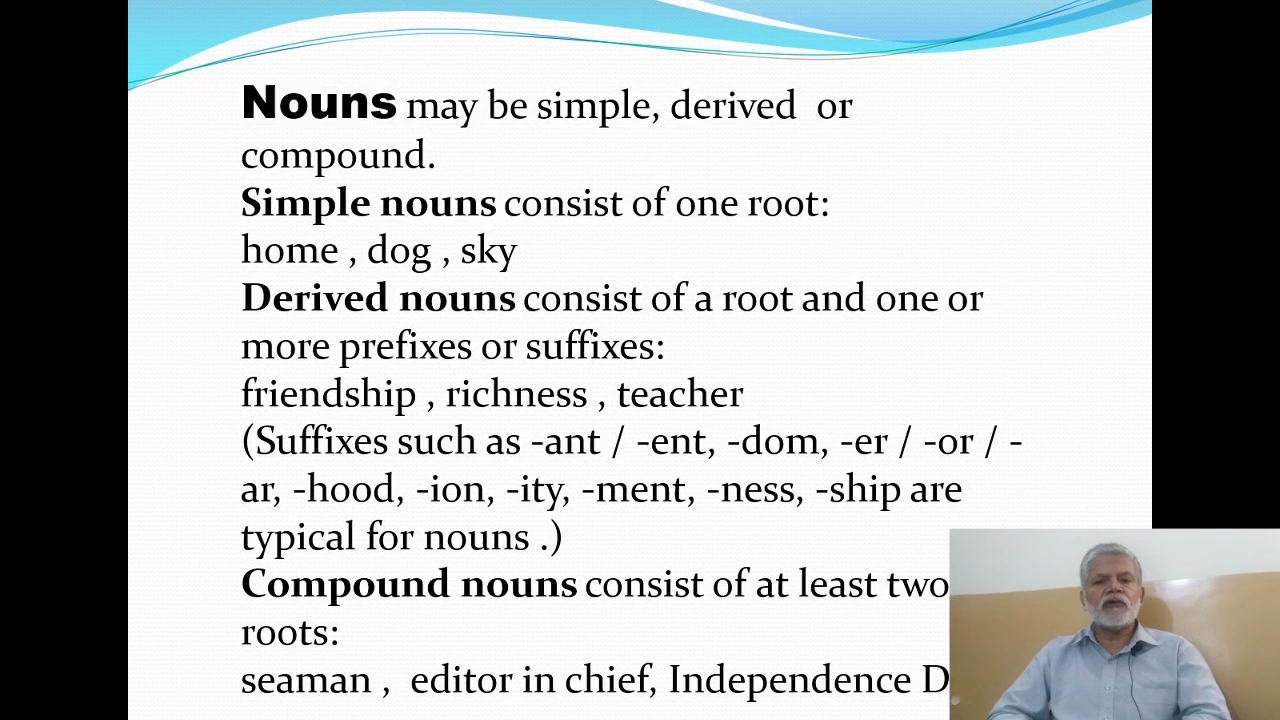 Nouns may be simple, derived or
compound.
Simple nouns consist of one root:
home , dog , sky
Derived nouns consist of a root and one or
more prefixes or suffixes:
friendship , richness , teacher
(Suffixes such as -ant / -ent, -dom, -er / -or / -
ar, -hood, -ion, -ity, -ment, -ness, -ship are
typical for nouns .)
Compound nouns consist of at least two
roots:
seaman , editor in chief, Independence D